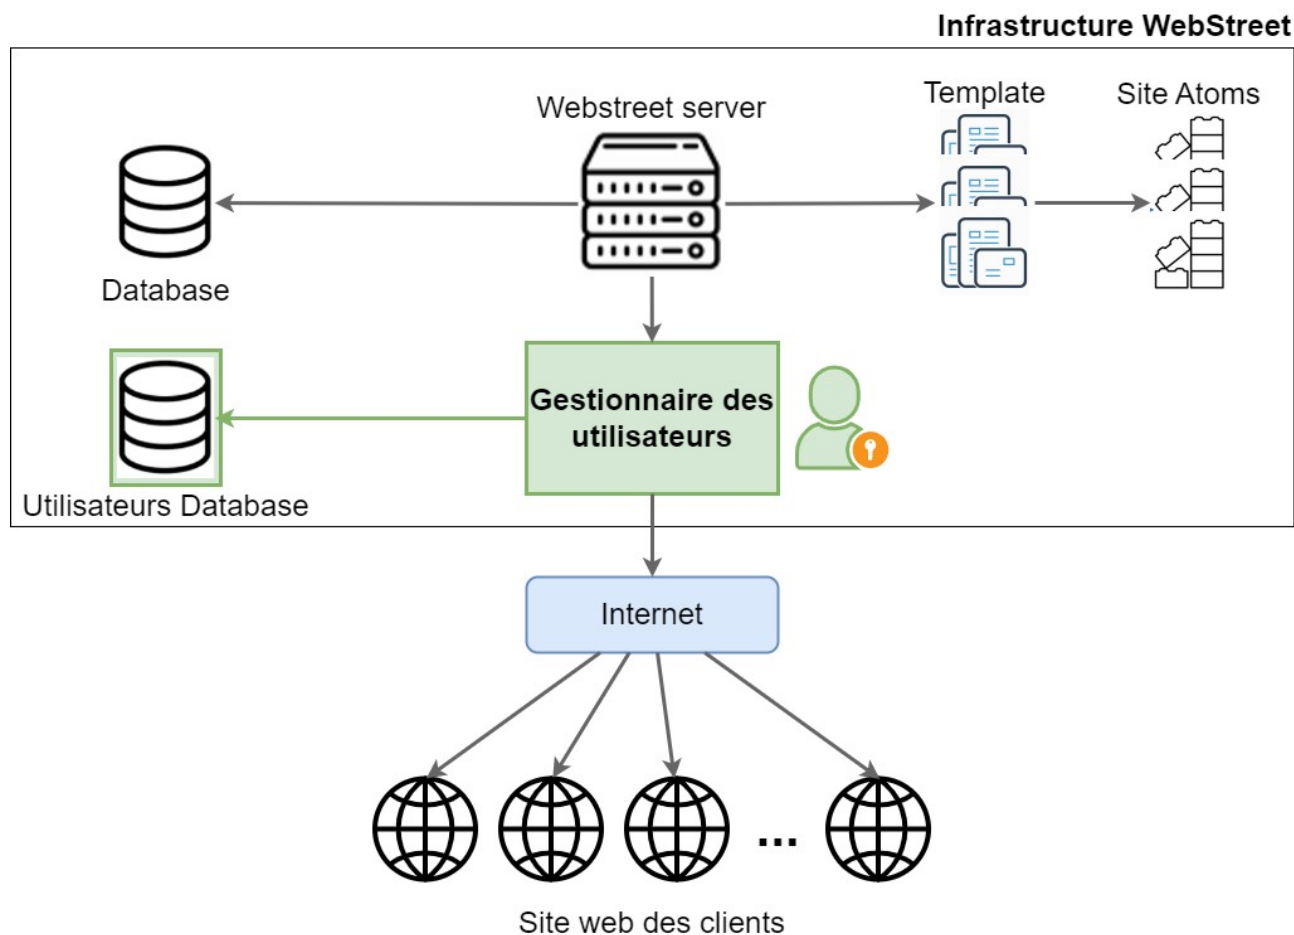 Infrastructure WebStreet
Webstreet server
Template
Site Atoms
Database
Gestionnaire des
utilisateurs
Utilisateurs Database
Internet
...
Site web des clients